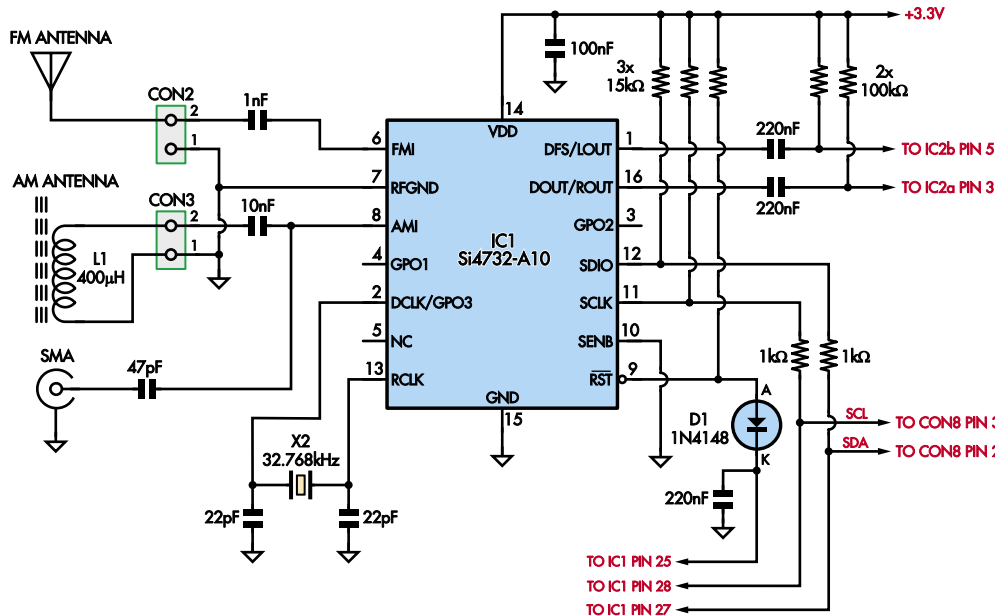 +3.3V
FM ANTENNA
100nF
3x
15kΩ
2x
100kΩ
CON2
2
1
1nF
14
VDD
6
FMI
DFS/LOUT
1
220nF
TO IC2b PIN 5
7
RFGND
DOUT/ROUT
16
220nF
TO IC2a PIN 3
AM ANTENNA
CON3
2
1
10nF
8
AMI
GPO2
3
L1
400µH
4
GPO1
IC1
Si4732-A10
SDIO
12
2
DCLK/GPO3
SCLK
11
5
NC
SENB
10
1kΩ
1kΩ
SMA
47pF
13
RCLK
RST
9
GND
15
A
D1
1N4148
K
SCL
TO CON8 PIN 3
SDA
TO CON8 PIN 2
X2
32.768kHz
22pF
22pF
220nF
TO IC1 PIN 25
TO IC1 PIN 28
TO IC1 PIN 27